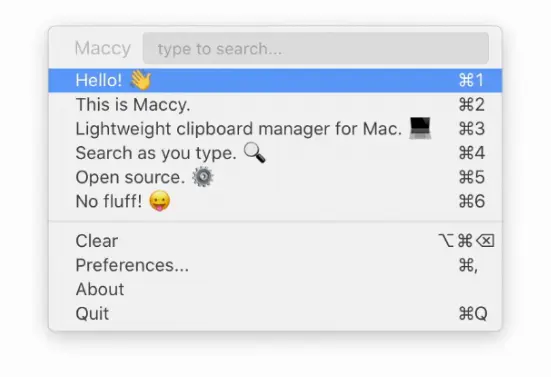 Maccy type to search...
Hello! 👋 ⌘1
This is Maccy. ⌘2
Lightweight clipboard manager for Mac. 💻 ⌘3
Search as you type. 🔍 ⌘4
Open source. ⚙️ ⌘5
No fluff! 😛 ⌘6
Clear ⌥⌘⌫
Preferences... ⌘,
About
Quit ⌘Q